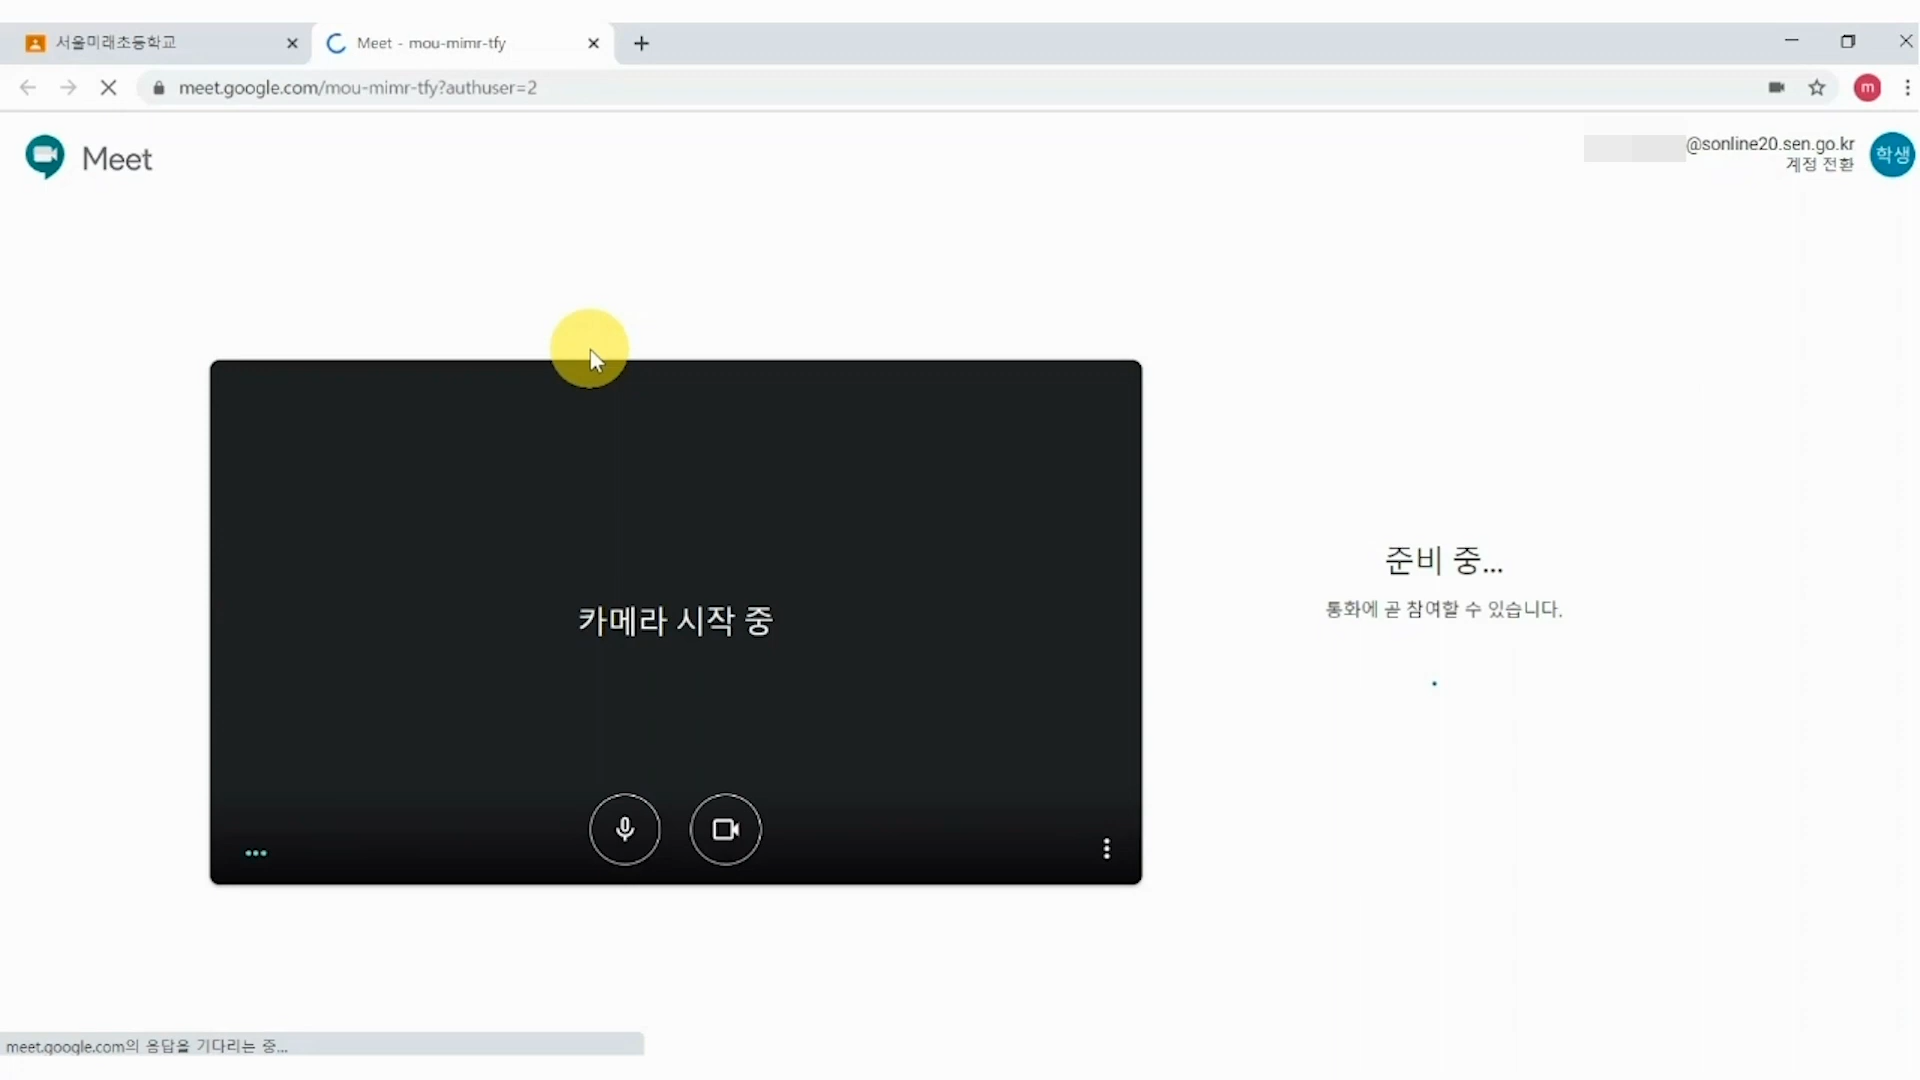 서울미래초등학교
Meet - mou-mimr-tfy
meet.google.com/mou-mimr-tfy?authuser=2
m
Meet
@sonline20.sen.go.kr
계정 전환
학생
카메라 시작 중
준비 중...
통화에 곧 참여할 수 있습니다.
meet.google.com의 응답을 기다리는 중...